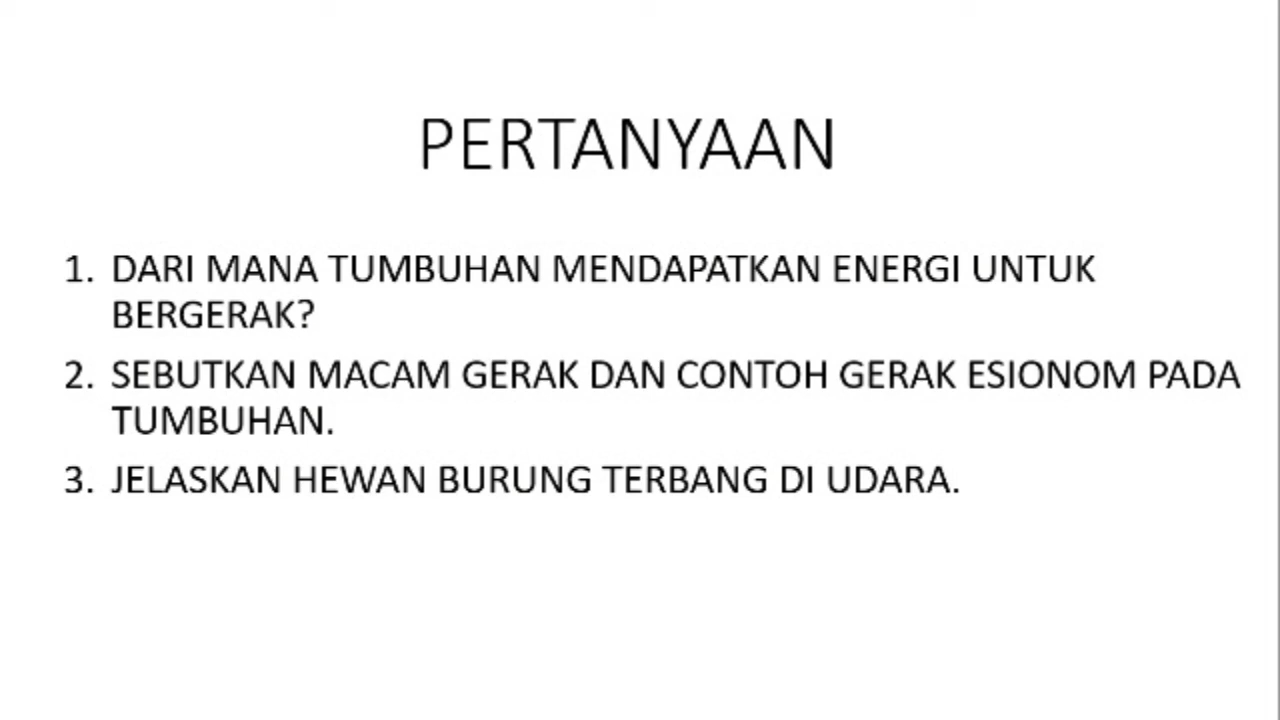 PERTANYAAN
1. DARI MANA TUMBUHAN MENDAPATKAN ENERGI UNTUK
BERGERAK?
2. SEBUTKAN MACAM GERAK DAN CONTOH GERAK ESIONOM PADA
TUMBUHAN.
3. JELASKAN HEWAN BURUNG TERBANG DI UDARA.